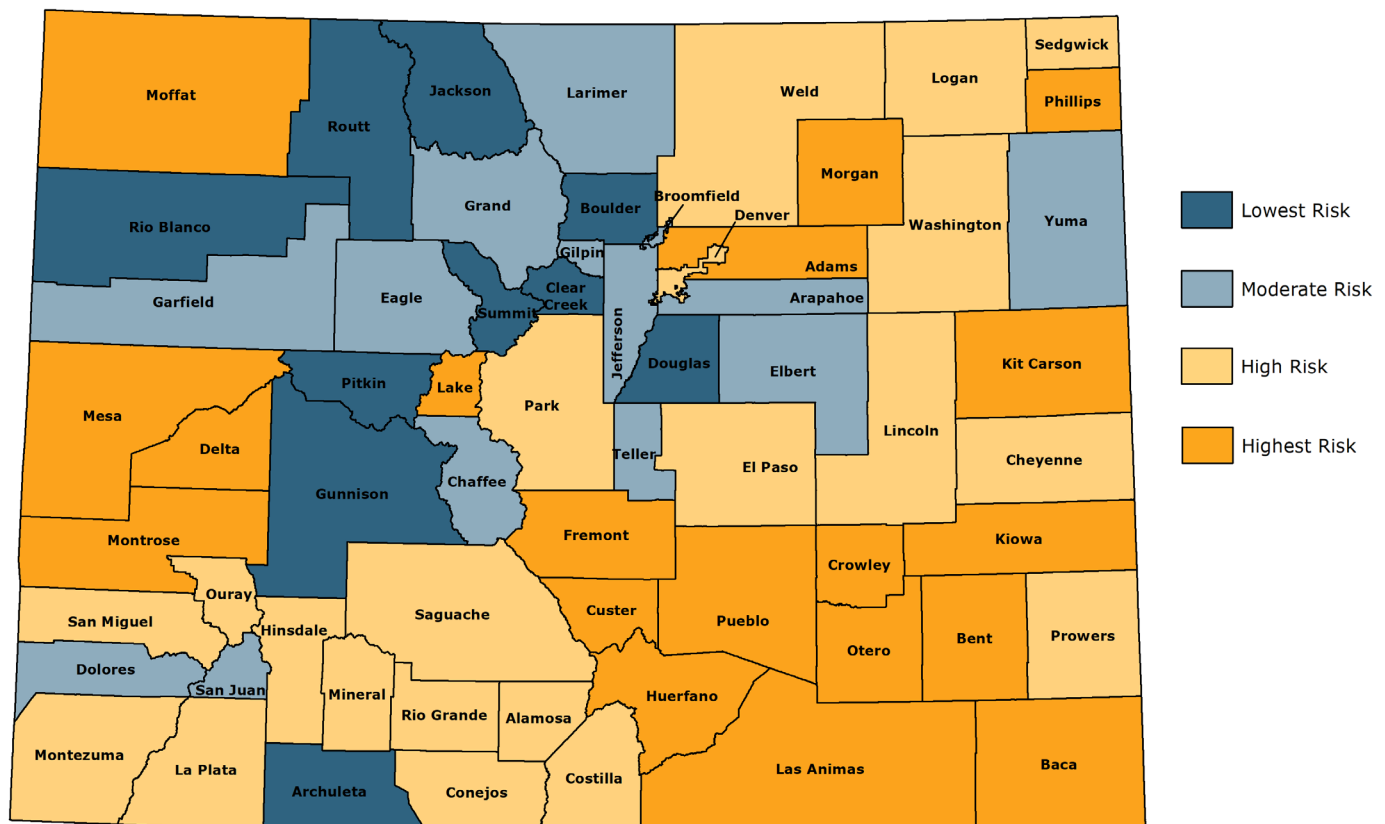 Sedgwick
Moffat
Jackson
Larimer
Weld
Logan
Phillips
Routt
Morgan
Grand
Boulder
Broomfield
Denver
Washington
Yuma
Rio Blanco
Gilpin
Adams
Garfield
Eagle
Clear
Creek
Summit
Arapahoe
Jefferson
Douglas
Elbert
Kit Carson
Pitkin
Lake
Park
Mesa
Lincoln
Delta
Teller
El Paso
Cheyenne
Gunnison
Chaffee
Montrose
Fremont
Kiowa
Crowley
Ouray
San Miguel
Hinsdale
Saguache
Custer
Pueblo
Otero
Bent
Prowers
Dolores
San Juan
Mineral
Rio Grande
Alamosa
Huerfano
Montezuma
La Plata
Archuleta
Conejos
Costilla
Las Animas
Baca
Lowest Risk
Moderate Risk
High Risk
Highest Risk